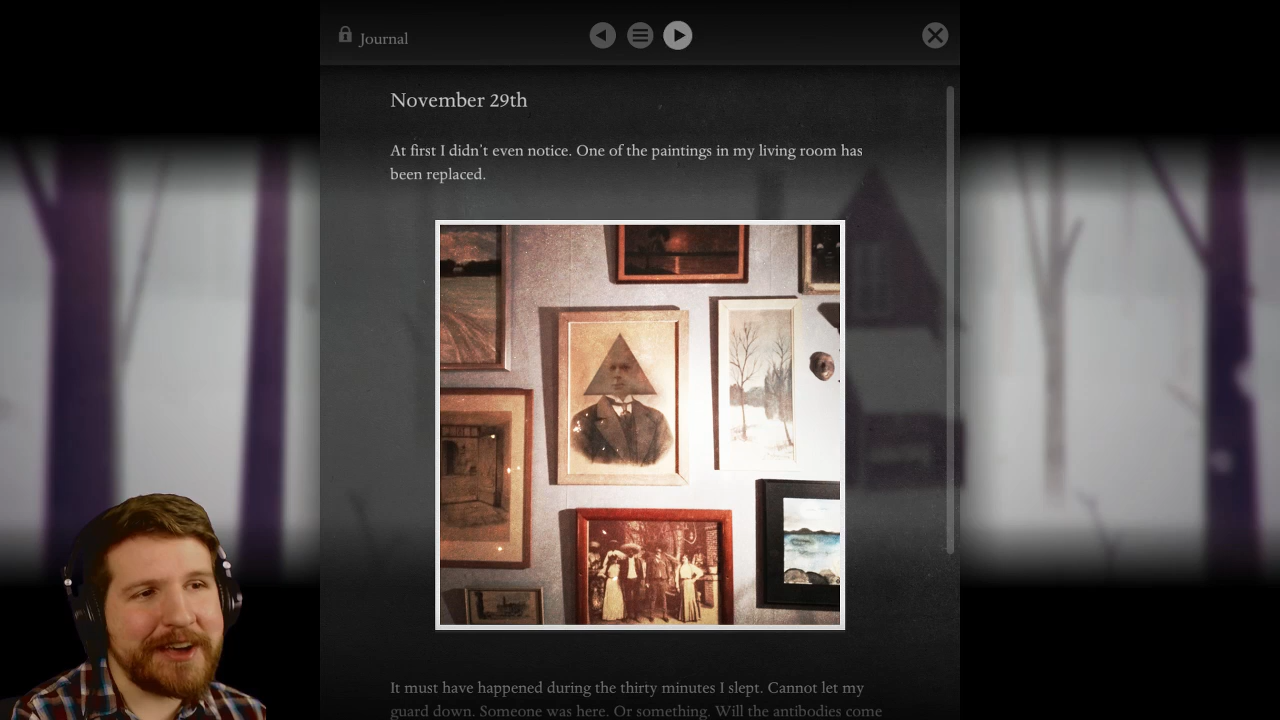 Journal
November 29th
At first I didn't even notice. One of the paintings in my living room has
been replaced.
It must have happened during the thirty minutes I slept. Cannot let my
guard down. Someone was here. Or something. Will the antibodies come